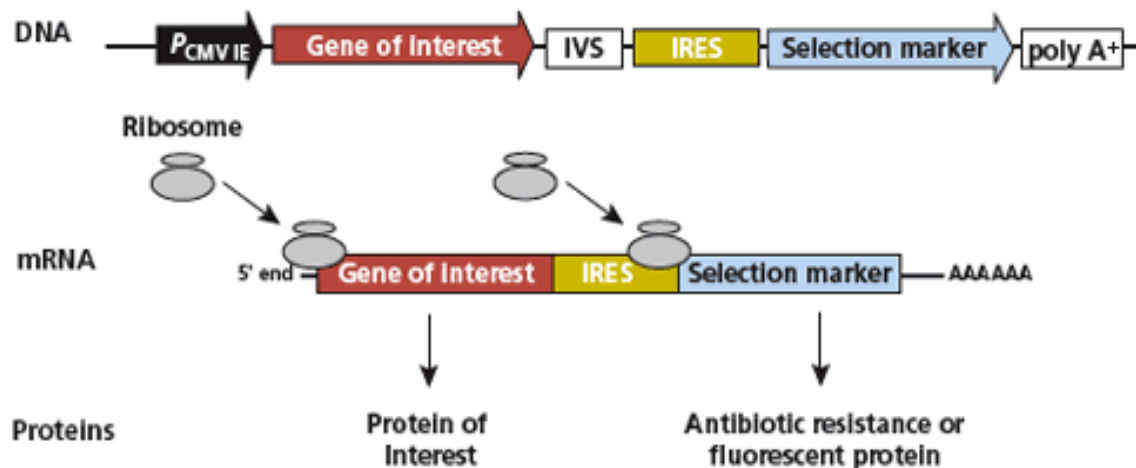 DNA
PCMV IE
Gene of Interest
IVS
IRES
Selection marker
poly A+
Ribosome
mRNA
5' end
Gene of Interest
IRES
Selection marker
AAAAAA
Proteins
Protein of
Interest
Antibiotic resistance or
fluorescent protein